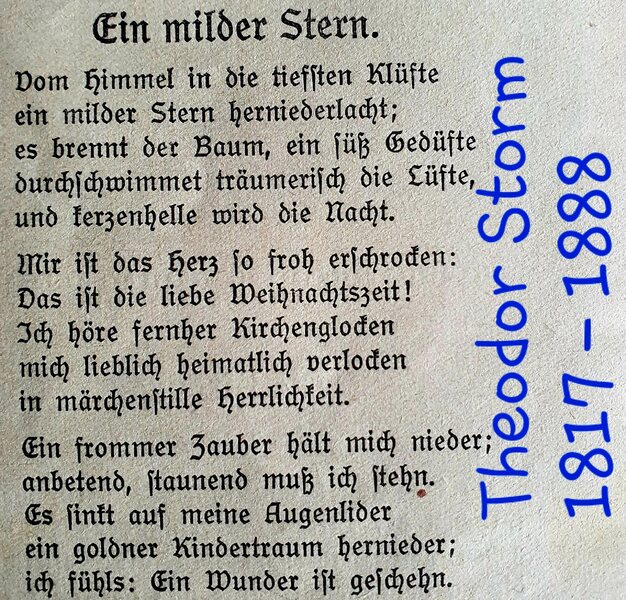 Ein milder Stern.
Vom Himmel in die tiefsten Klüfte
ein milder Stern herniederlacht;
es brennt der Baum, ein süß Gedüfte
durchschwimmet träumerisch die Lüfte,
und kerzenhelle wird die Nacht.
Mir ist das Herz so froh erschrocken:
Das ist die liebe Weihnachtszeit!
Ich höre fernher Kirchenglocken
mich lieblich heimatlich verlocken
in märchenstille Herrlichkeit.
Ein frommer Zauber hält mich nieder;
anbetend, staunend muß ich stehn.
Es sinkt auf meine Augenlider
ein goldner Kindertraum hernieder;
ich fühls: Ein Wunder ist geschehn.
Theodor Storm
1817 – 1888